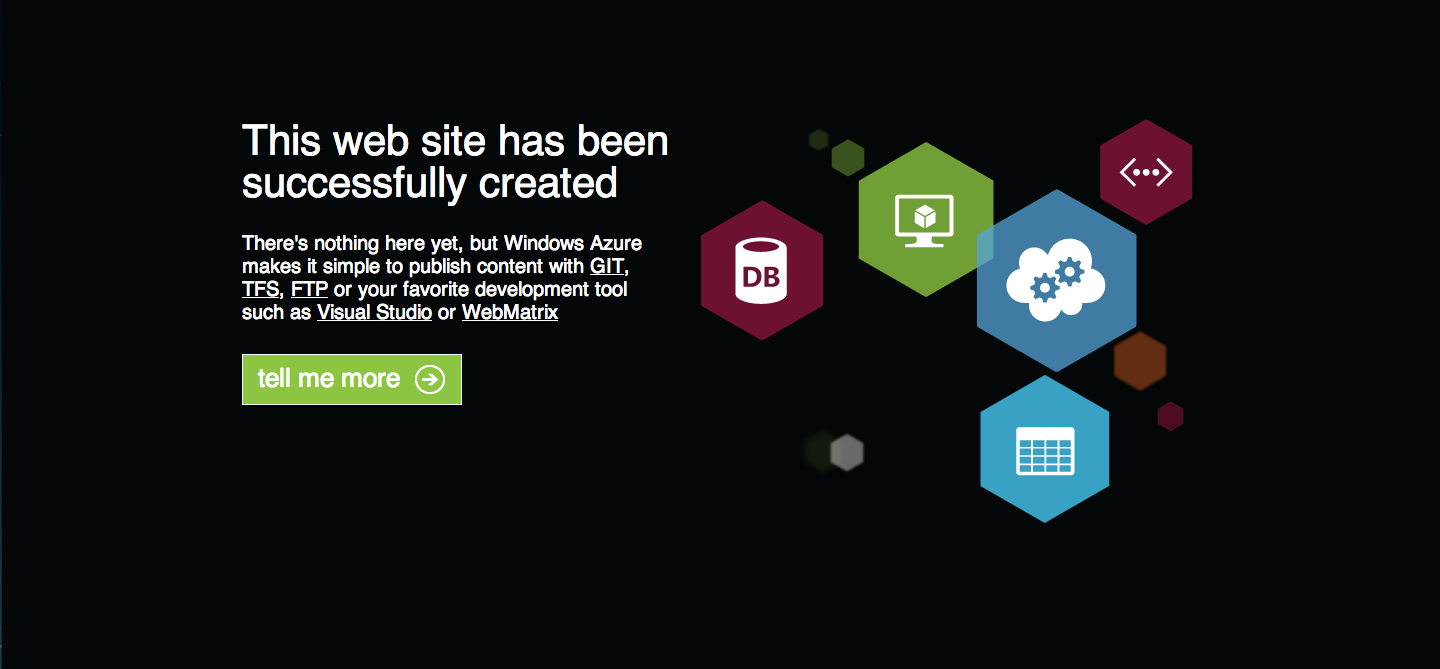 This web site has been
successfully created
There's nothing here yet, but Windows Azure
makes it simple to publish content with GIT,
TFS, FTP or your favorite development tool
such as Visual Studio or WebMatrix
tell me more
DB